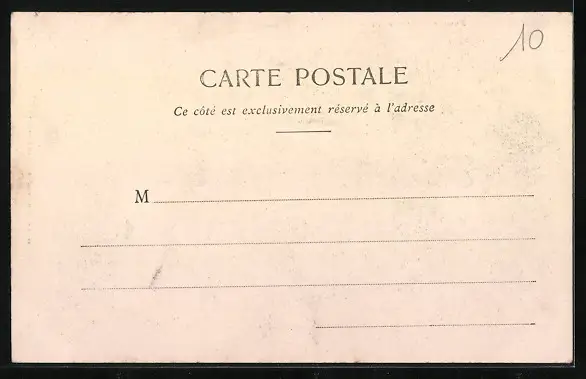 10
CARTE POSTALE
Ce côté est exclusivement réservé à l'adresse
M